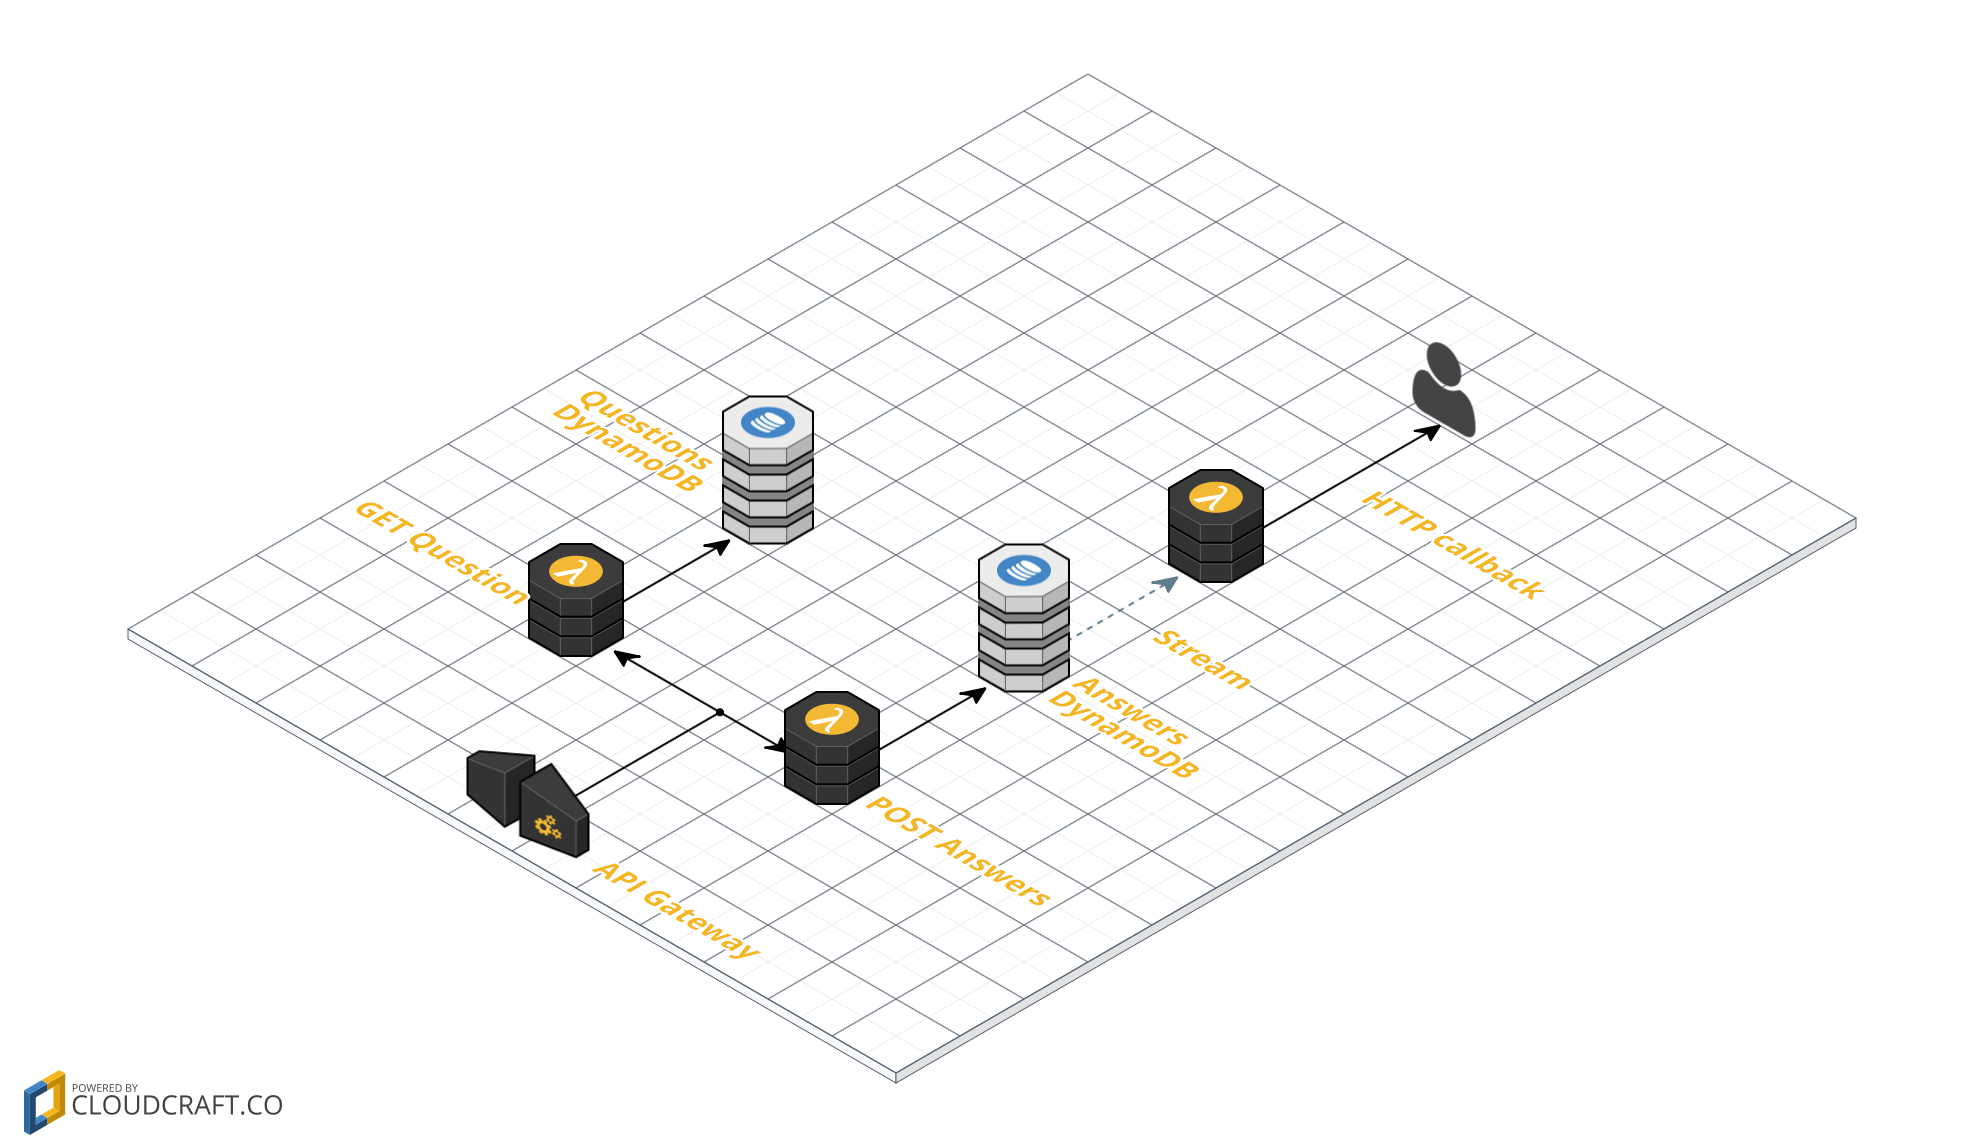 Questions
DynamoDB
GET Question
HTTP callback
Stream
Answers
DynamoDB
POST Answers
API Gateway
POWERED BY
CLOUDCRAFT.CO